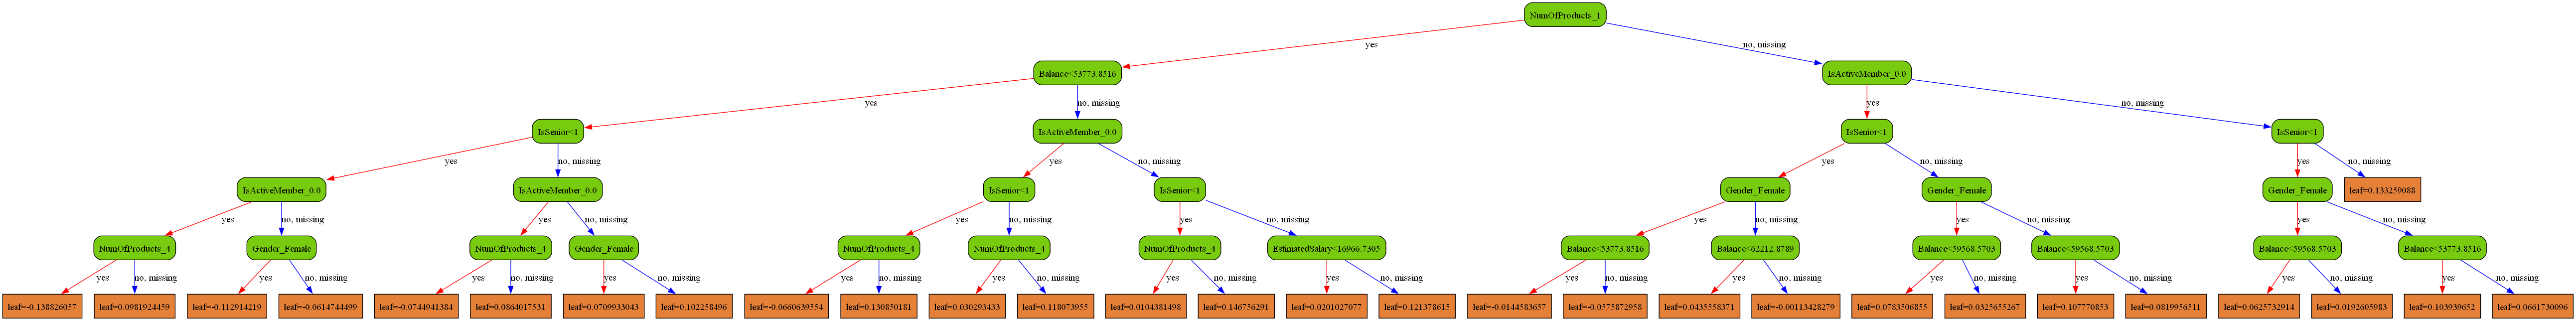 NumOfProducts_1
yes
no, missing
Balance<53773.8516
IsActiveMember_0.0
yes
no, missing
yes
no, missing
IsSenior<1
IsActiveMember_0.0
IsSenior<1
IsSenior<1
yes
no, missing
yes
no, missing
yes
no, missing
yes
no, missing
IsActiveMember_0.0
IsActiveMember_0.0
IsSenior<1
IsSenior<1
Gender_Female
Gender_Female
Gender_Female
leaf=0.133259088
yes
no, missing
yes
no, missing
yes
no, missing
yes
no, missing
yes
no, missing
yes
no, missing
yes
no, missing
NumOfProducts_4
Gender_Female
NumOfProducts_4
Gender_Female
NumOfProducts_4
NumOfProducts_4
NumOfProducts_4
EstimatedSalary<16966.7305
Balance<53773.8516
Balance<62212.8789
Balance<59568.5703
Balance<59568.5703
Balance<59568.5703
Balance<53773.8516
yes
no, missing
yes
no, missing
yes
no, missing
yes
no, missing
yes
no, missing
yes
no, missing
yes
no, missing
yes
no, missing
yes
no, missing
yes
no, missing
yes
no, missing
yes
no, missing
yes
no, missing
yes
no, missing
leaf=-0.138826057
leaf=0.0981924459
leaf=-0.112914219
leaf=-0.0614744499
leaf=-0.0744941384
leaf=0.0864017531
leaf=0.0709933043
leaf=0.102258496
leaf=-0.0660639554
leaf=0.130850181
leaf=0.030293433
leaf=0.118073955
leaf=0.0104381498
leaf=0.146756291
leaf=0.0201027077
leaf=0.121378615
leaf=-0.0144583657
leaf=-0.0575872958
leaf=0.0435558371
leaf=-0.00113428279
leaf=0.0783506855
leaf=0.0325655267
leaf=0.107770853
leaf=0.0819956511
leaf=0.0625732914
leaf=0.0192605983
leaf=0.103939652
leaf=0.0661730096